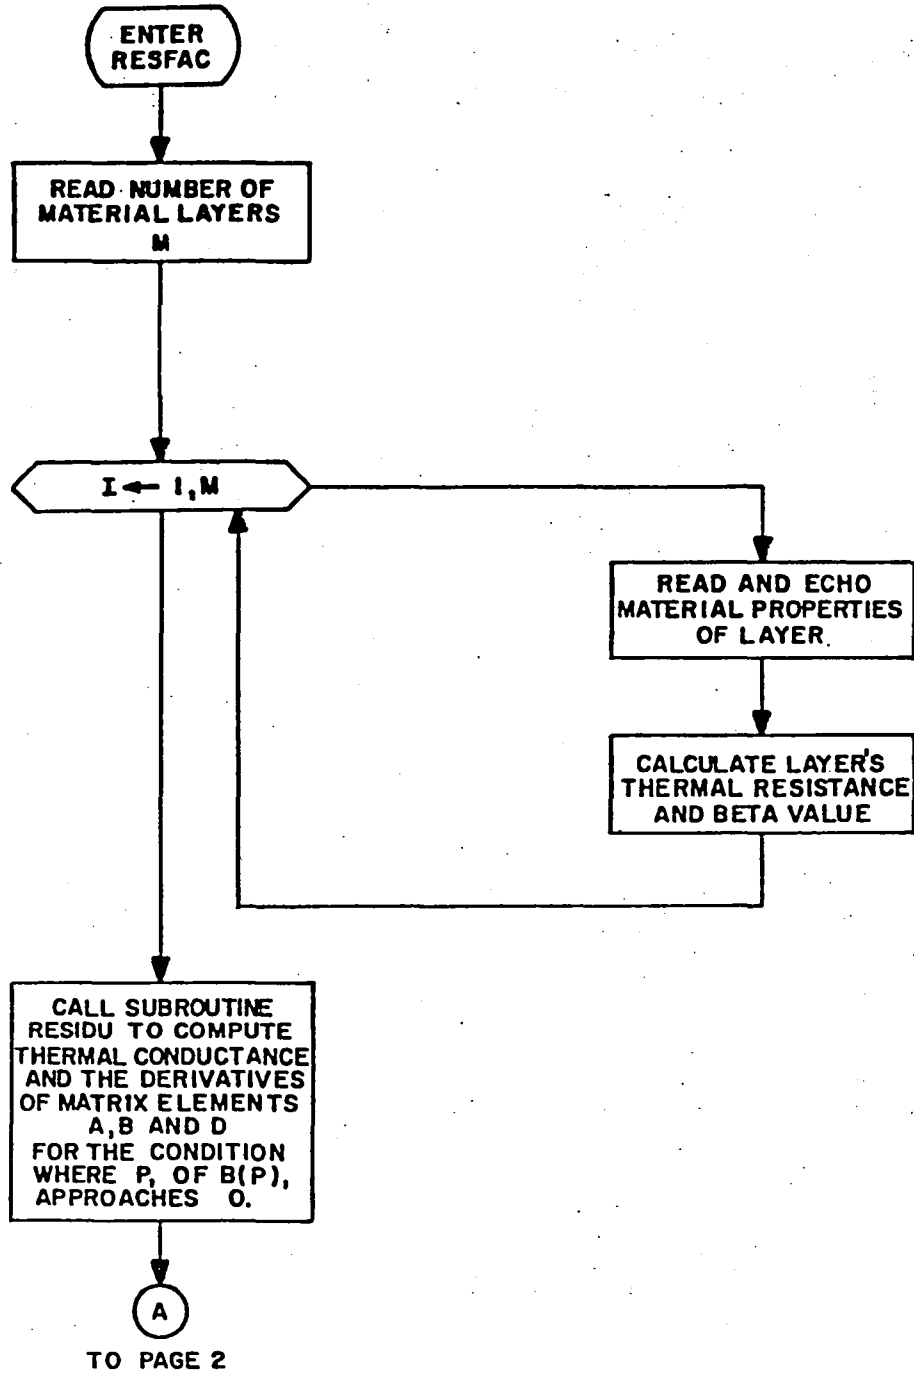 ENTER
RESFAC
READ NUMBER OF
MATERIAL LAYERS
M
I ← 1, M
READ AND ECHO
MATERIAL PROPERTIES
OF LAYER.
CALCULATE LAYER'S
THERMAL RESISTANCE
AND BETA VALUE
CALL SUBROUTINE
RESIDU TO COMPUTE
THERMAL CONDUCTANCE
AND THE DERIVATIVES
OF MATRIX ELEMENTS
A, B AND D
FOR THE CONDITION
WHERE P, OF B(P),
APPROACHES O.
A
TO PAGE 2